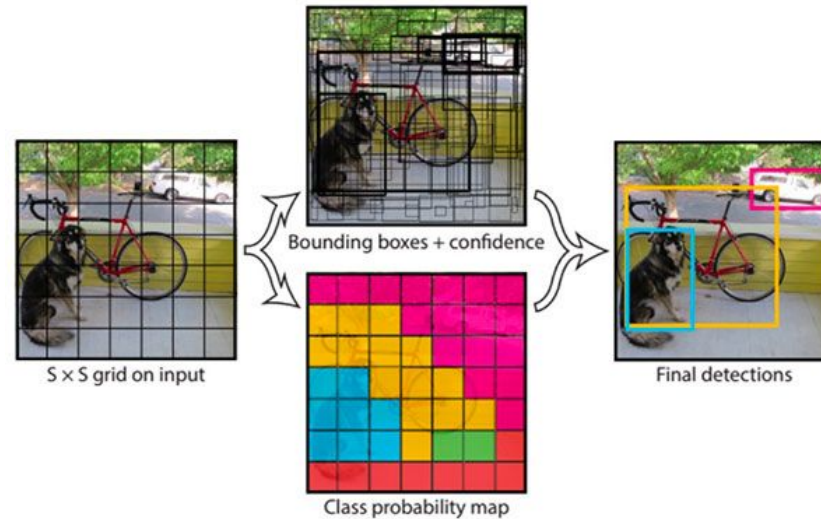 S × S grid on input
Bounding boxes + confidence
Class probability map
Final detections